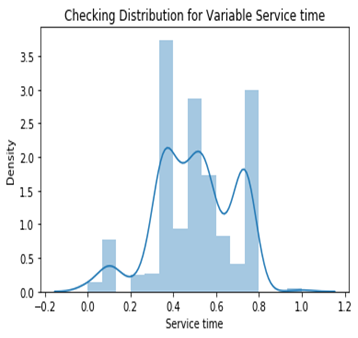 Checking Distribution for Variable Service time
3.5
3.0
2.5
2.0
1.5
1.0
0.5
0.0
Density
−0.2 0.0 0.2 0.4 0.6 0.8 1.0 1.2
Service time